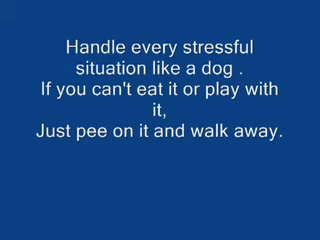 Handle every stressful
situation like a dog .
If you can't eat it or play with
it,
Just pee on it and walk away.